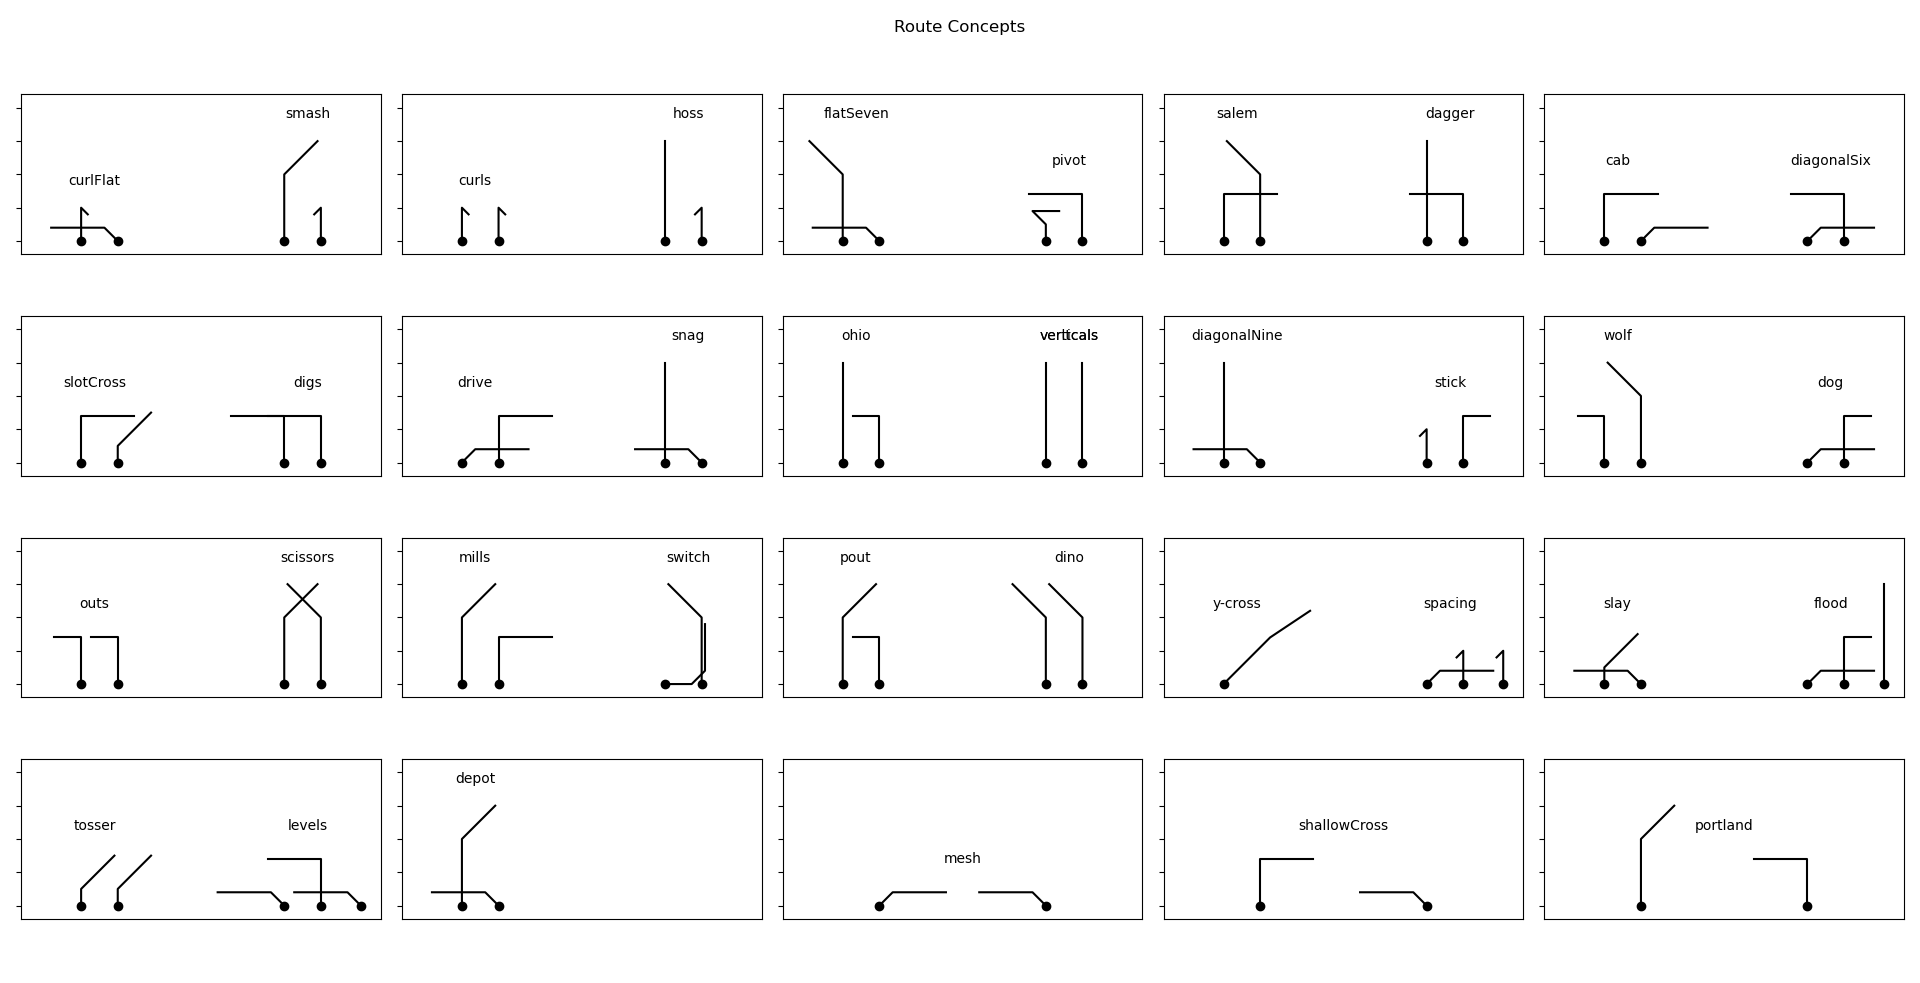 Route Concepts
smash
curlFlat
hoss
curls
flatSeven
pivot
salem
dagger
cab
diagonalSix
slotCross
digs
snag
drive
ohio
verticals
diagonalNine
stick
wolf
dog
scissors
outs
mills
switch
pout
dino
y-cross
spacing
slay
flood
tosser
levels
depot
mesh
shallowCross
portland